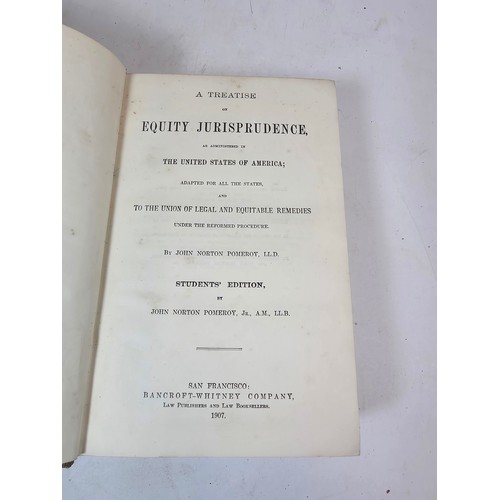 A TREATISE
ON
EQUITY JURISPRUDENCE,
AS ADMINISTERED IN
THE UNITED STATES OF AMERICA;
ADAPTED FOR ALL THE STATES,
AND
TO THE UNION OF LEGAL AND EQUITABLE REMEDIES
UNDER THE REFORMED PROCEDURE.
BY JOHN NORTON POMEROY, LL.D.
STUDENTS' EDITION,
BY
JOHN NORTON POMEROY, JR., A.M., LL.B.
SAN FRANCISCO:
BANCROFT-WHITNEY COMPANY,
LAW PUBLISHERS AND LAW BOOKSELLERS.
1907.